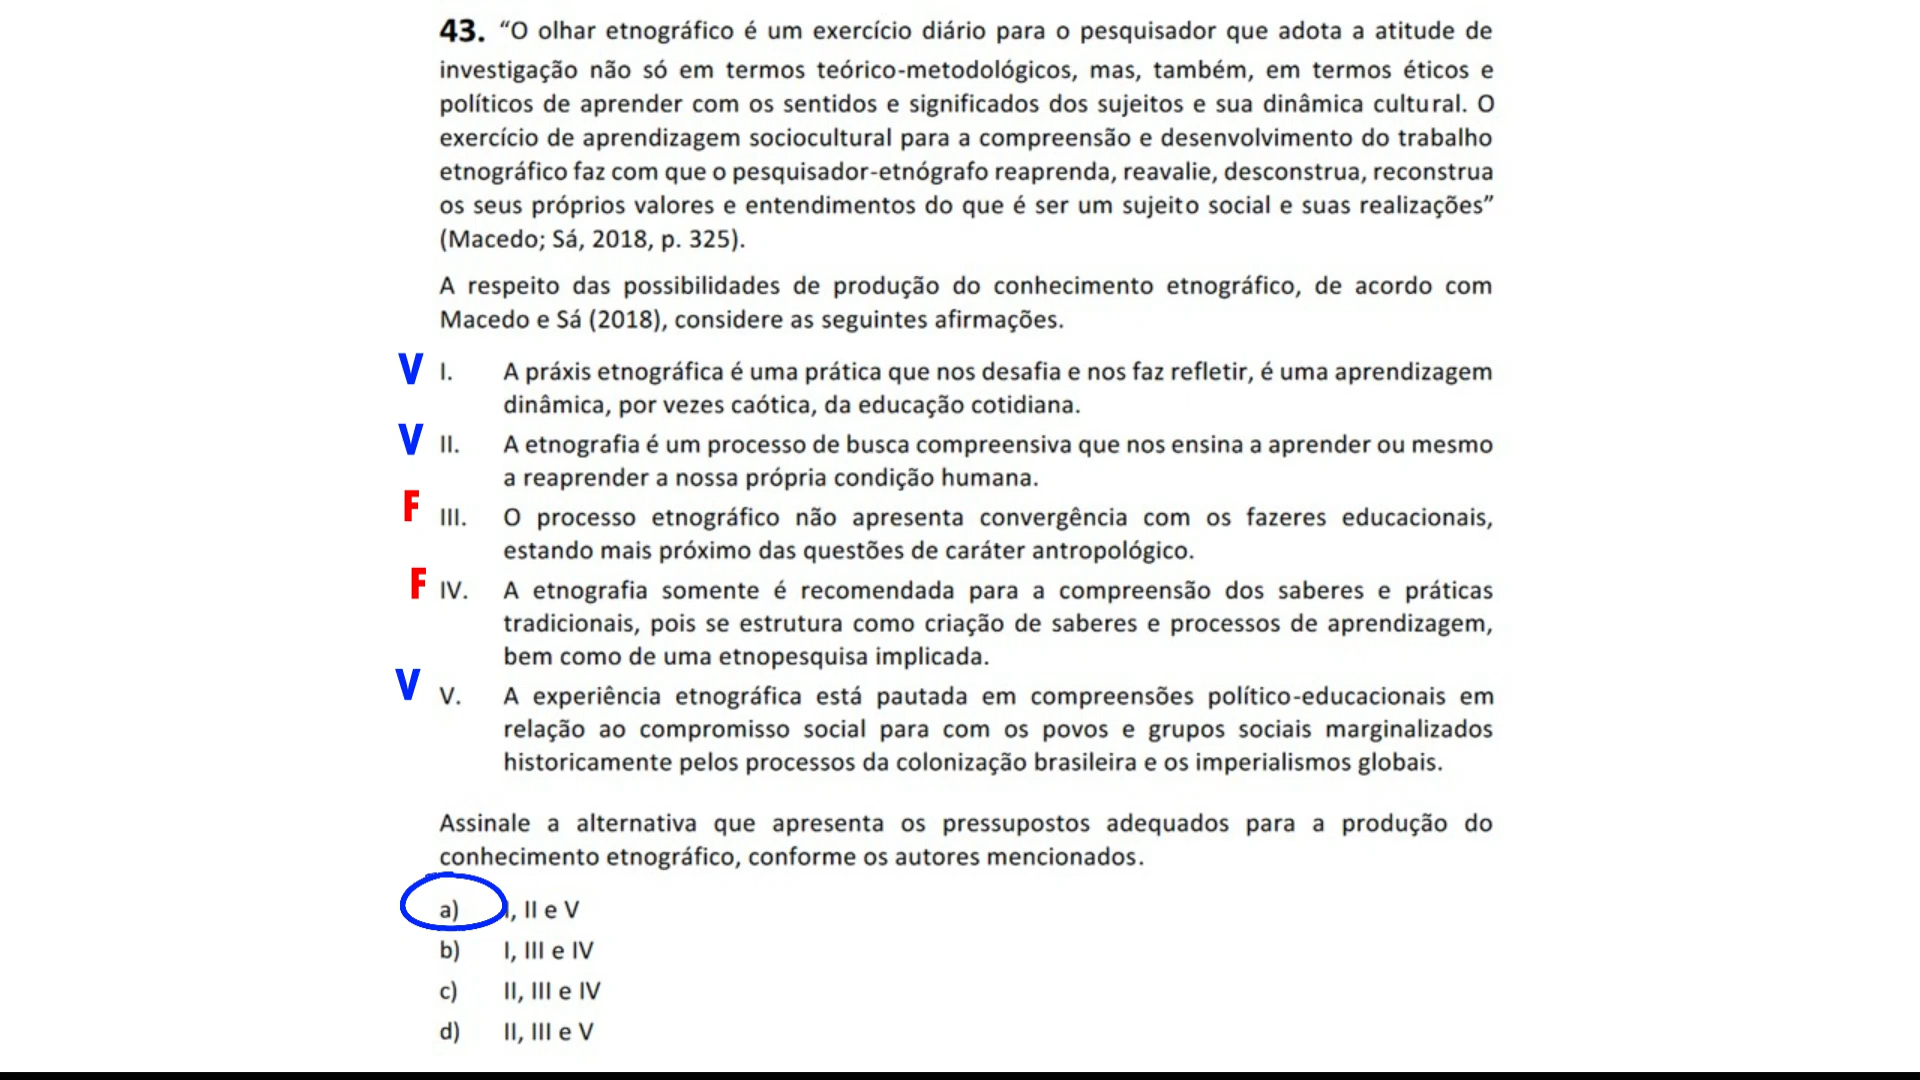 43. “O olhar etnográfico é um exercício diário para o pesquisador que adota a atitude de
investigação não só em termos teórico-metodológicos, mas, também, em termos éticos e
políticos de aprender com os sentidos e significados dos sujeitos e sua dinâmica cultural. O
exercício de aprendizagem sociocultural para a compreensão e desenvolvimento do trabalho
etnográfico faz com que o pesquisador-etnógrafo reaprenda, reavalie, desconstrua, reconstrua
os seus próprios valores e entendimentos do que é ser um sujeito social e suas realizações”
(Macedo; Sá, 2018, p. 325).
A respeito das possibilidades de produção do conhecimento etnográfico, de acordo com
Macedo e Sá (2018), considere as seguintes afirmações.
V I. A práxis etnográfica é uma prática que nos desafia e nos faz refletir, é uma aprendizagem
dinâmica, por vezes caótica, da educação cotidiana.
V II. A etnografia é um processo de busca compreensiva que nos ensina a aprender ou mesmo
a reaprender a nossa própria condição humana.
F III. O processo etnográfico não apresenta convergência com os fazeres educacionais,
estando mais próximo das questões de caráter antropológico.
F IV. A etnografia somente é recomendada para a compreensão dos saberes e práticas
tradicionais, pois se estrutura como criação de saberes e processos de aprendizagem,
bem como de uma etnopesquisa implicada.
V V. A experiência etnográfica está pautada em compreensões político-educacionais em
relação ao compromisso social para com os povos e grupos sociais marginalizados
historicamente pelos processos da colonização brasileira e os imperialismos globais.
Assinale a alternativa que apresenta os pressupostos adequados para a produção do
conhecimento etnográfico, conforme os autores mencionados.
a) I, II e V
b) I, III e IV
c) II, III e IV
d) II, III e V